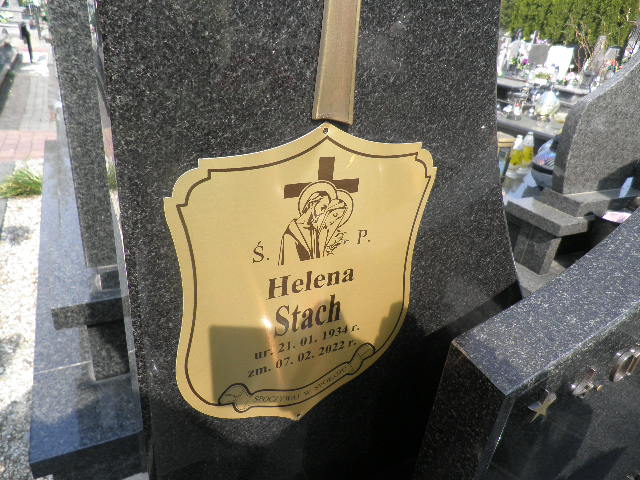 Ś. P.
Helena
Stach
ur. 21. 01. 1934 r.
zm. 07. 02. 2022 r.
SPOCZYWAJ W SPOKOJU